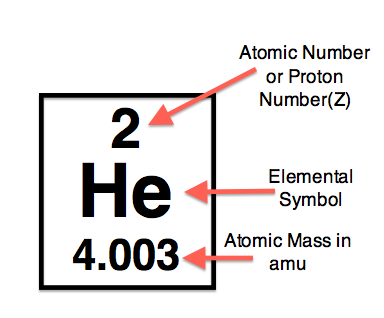 Atomic Number
or Proton
Number(Z)
2
He
Elemental
Symbol
4.003
Atomic Mass in
amu